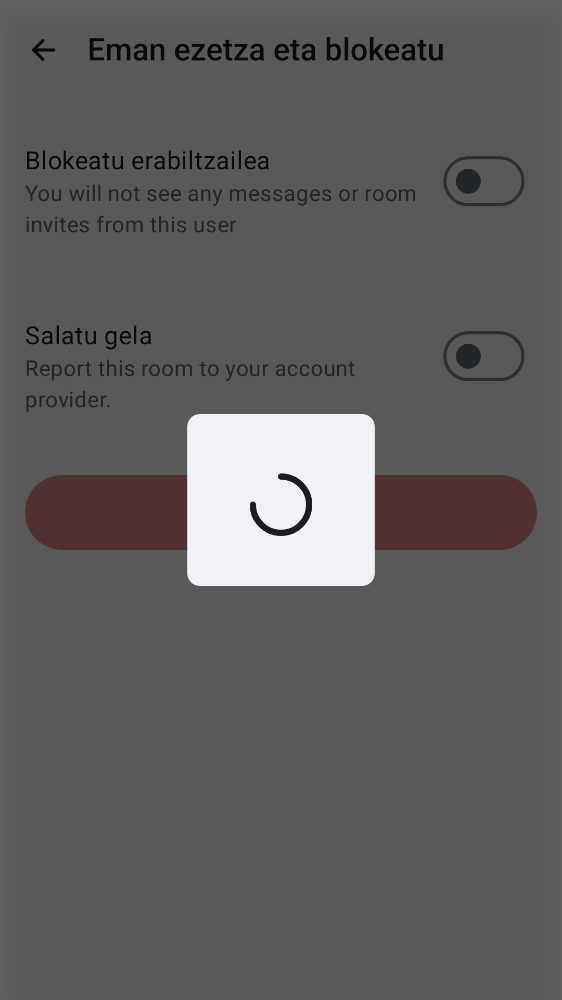 Eman ezetza eta blokeatu
Blokeatu erabiltzailea
You will not see any messages or room
invites from this user
Salatu gela
Report this room to your account
provider.